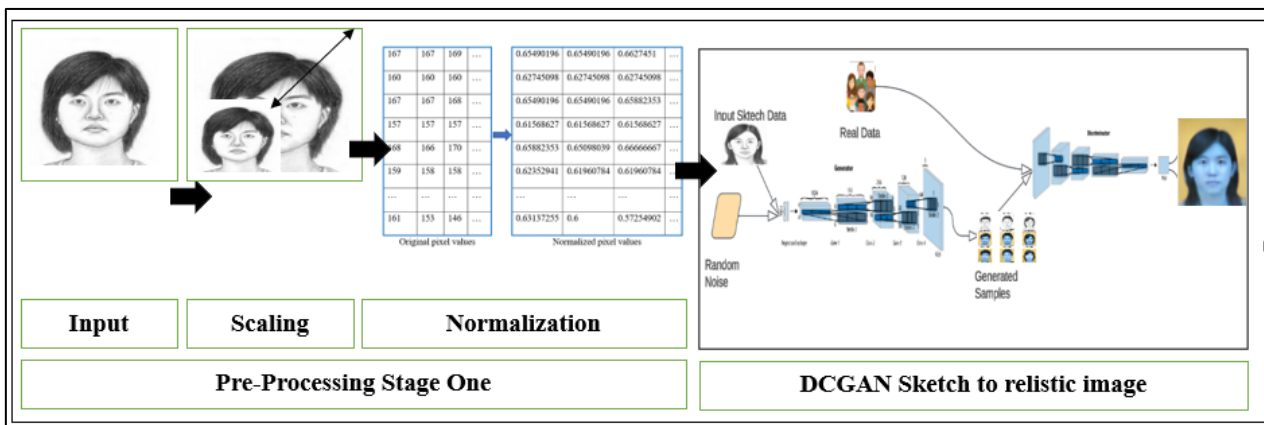 167 167 169 ... 0.65490196 0.65490196 0.6627451 ...
160 160 160 ... 0.62745098 0.62745098 0.62745098 ...
167 167 168 ... 0.65490196 0.65490196 0.65882353 ...
157 157 157 ... 0.61568627 0.61568627 0.61568627 ...
168 166 170 ... 0.65882353 0.65098039 0.66666667 ...
159 158 158 ... 0.62352941 0.61960784 0.61960784 ...
... ... ... ... ... ... ... ...
161 153 146 ... 0.63137255 0.6 0.57254902 ...
Original pixel values
Normalized pixel values
Input Sktech Data
Real Data
Discriminator
Generator
Random
Noise
Generated
Samples
Input
Scaling
Normalization
Pre-Processing Stage One
DCGAN Sketch to relistic image